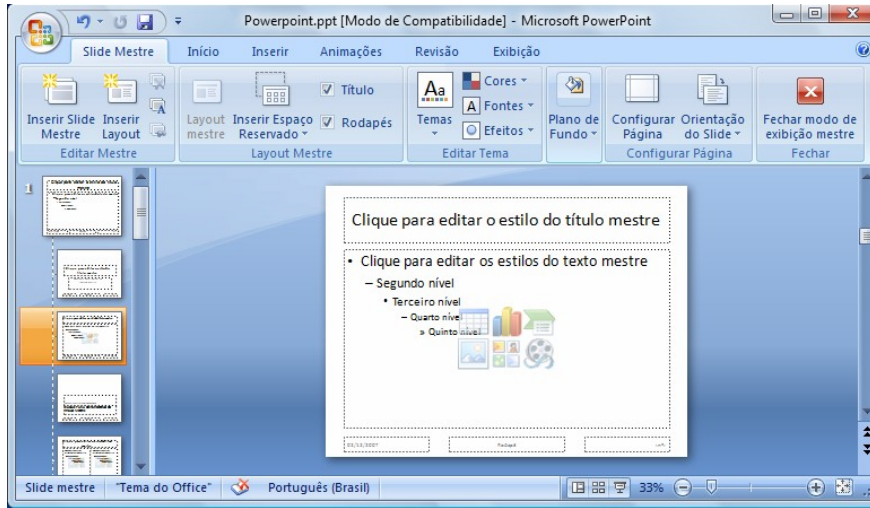 Powerpoint.ppt [Modo de Compatibilidade] - Microsoft PowerPoint
Slide Mestre Início Inserir Animações Revisão Exibição
Inserir Slide Mestre
Inserir Layout
Editar Mestre
Layout mestre
Inserir Espaço Reservado
Título
Rodapés
Layout Mestre
Aa
Temas
Cores
A Fontes
Efeitos
Editar Tema
Plano de Fundo
Configurar Página
Orientação do Slide
Configurar Página
Fechar modo de exibição mestre
Fechar
1
Clique para editar o estilo do título mestre
• Clique para editar os estilos do texto mestre
– Segundo nível
• Terceiro nível
– Quarto nível
» Quinto nível
Rodapé
Slide mestre "Tema do Office" Português (Brasil) 33%